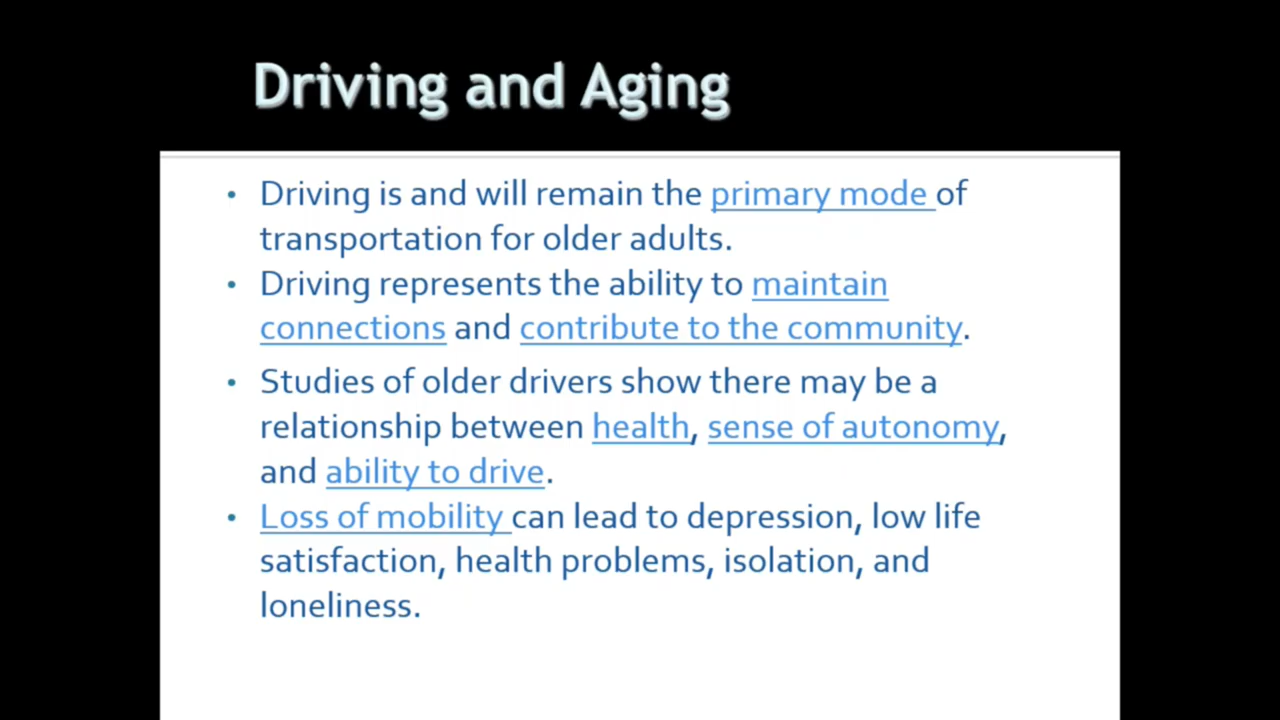 Driving and Aging
• Driving is and will remain the primary mode of
transportation for older adults.
• Driving represents the ability to maintain
connections and contribute to the community.
• Studies of older drivers show there may be a
relationship between health, sense of autonomy,
and ability to drive.
• Loss of mobility can lead to depression, low life
satisfaction, health problems, isolation, and
loneliness.